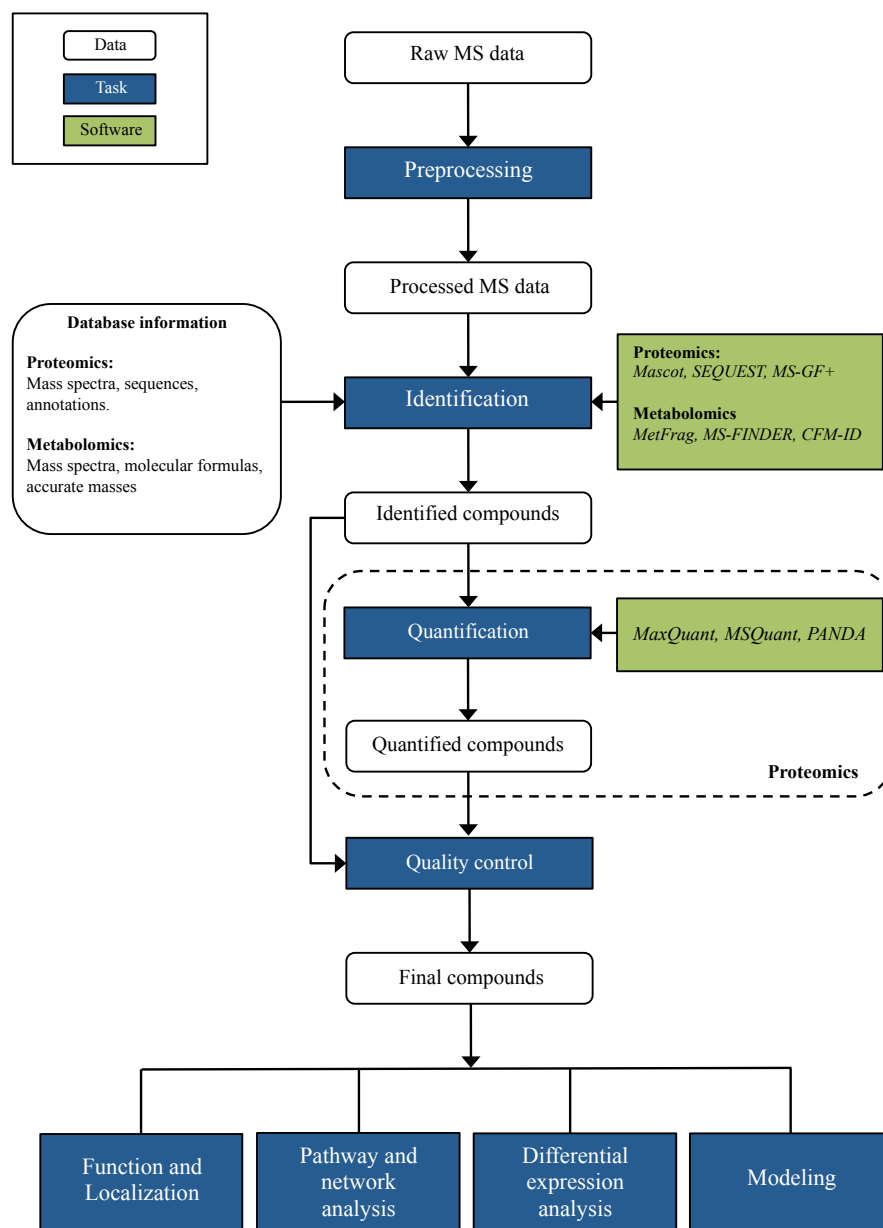 Data
Task
Software
Raw MS data
Preprocessing
Processed MS data
Database information
Proteomics:
Mass spectra, sequences,
annotations.
Metabolomics:
Mass spectra, molecular formulas,
accurate masses
Identification
Proteomics:
Mascot, SEQUEST, MS-GF+
Metabolomics
MetFrag, MS-FINDER, CFM-ID
Identified compounds
Quantification
MaxQuant, MSQuant, PANDA
Quantified compounds
Proteomics
Quality control
Final compounds
Function and
Localization
Pathway and
network
analysis
Differential
expression
analysis
Modeling